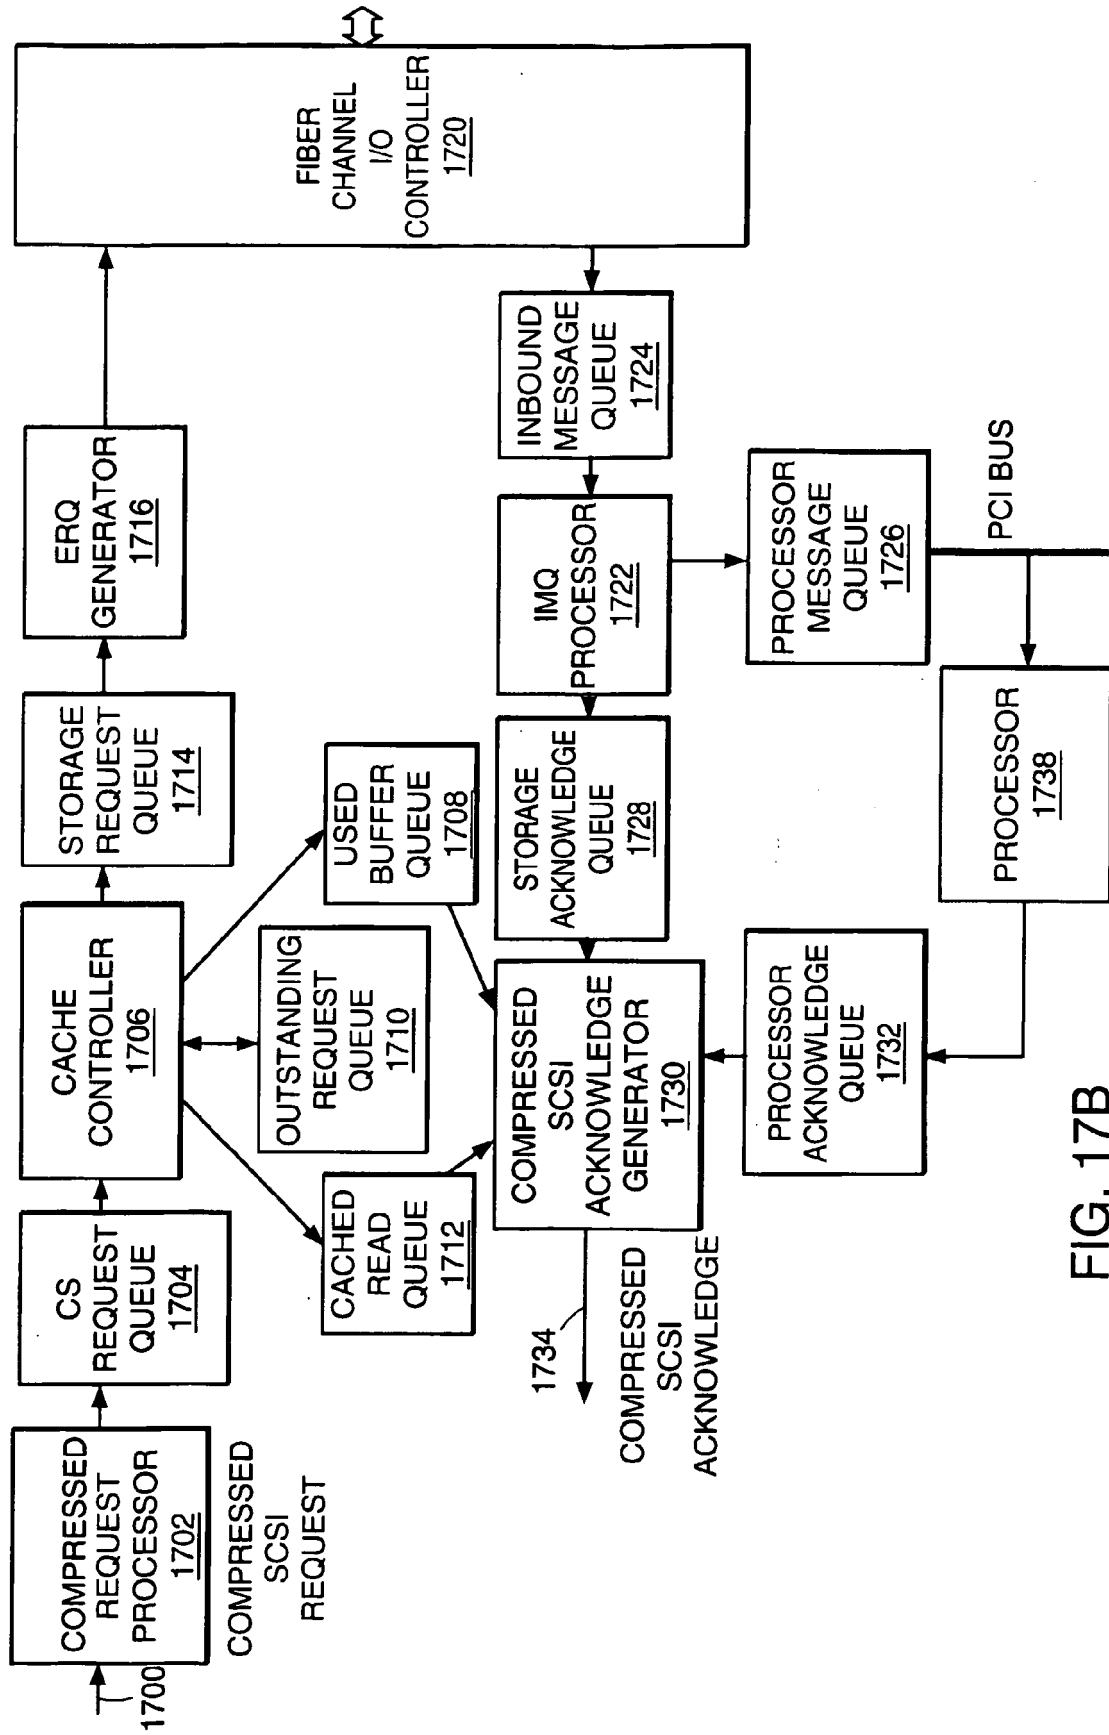 1700
COMPRESSED
REQUEST
PROCESSOR
1702
COMPRESSED
SCSI
REQUEST
CS
REQUEST
QUEUE
1704
CACHE
CONTROLLER
1706
STORAGE
REQUEST
QUEUE
1714
ERQ
GENERATOR
1716
FIBER
CHANNEL
I/O
CONTROLLER
1720
CACHED
READ
QUEUE
1712
OUTSTANDING
REQUEST
QUEUE
1710
USED
BUFFER
QUEUE
1708
1734
COMPRESSED
SCSI
ACKNOWLEDGE
COMPRESSED
SCSI
ACKNOWLEDGE
GENERATOR
1730
STORAGE
ACKNOWLEDGE
QUEUE
1728
IMQ
PROCESSOR
1722
INBOUND
MESSAGE
QUEUE
1724
PROCESSOR
ACKNOWLEDGE
QUEUE
1732
PROCESSOR
MESSAGE
QUEUE
1726
PROCESSOR
1738
PCI BUS
FIG. 17B